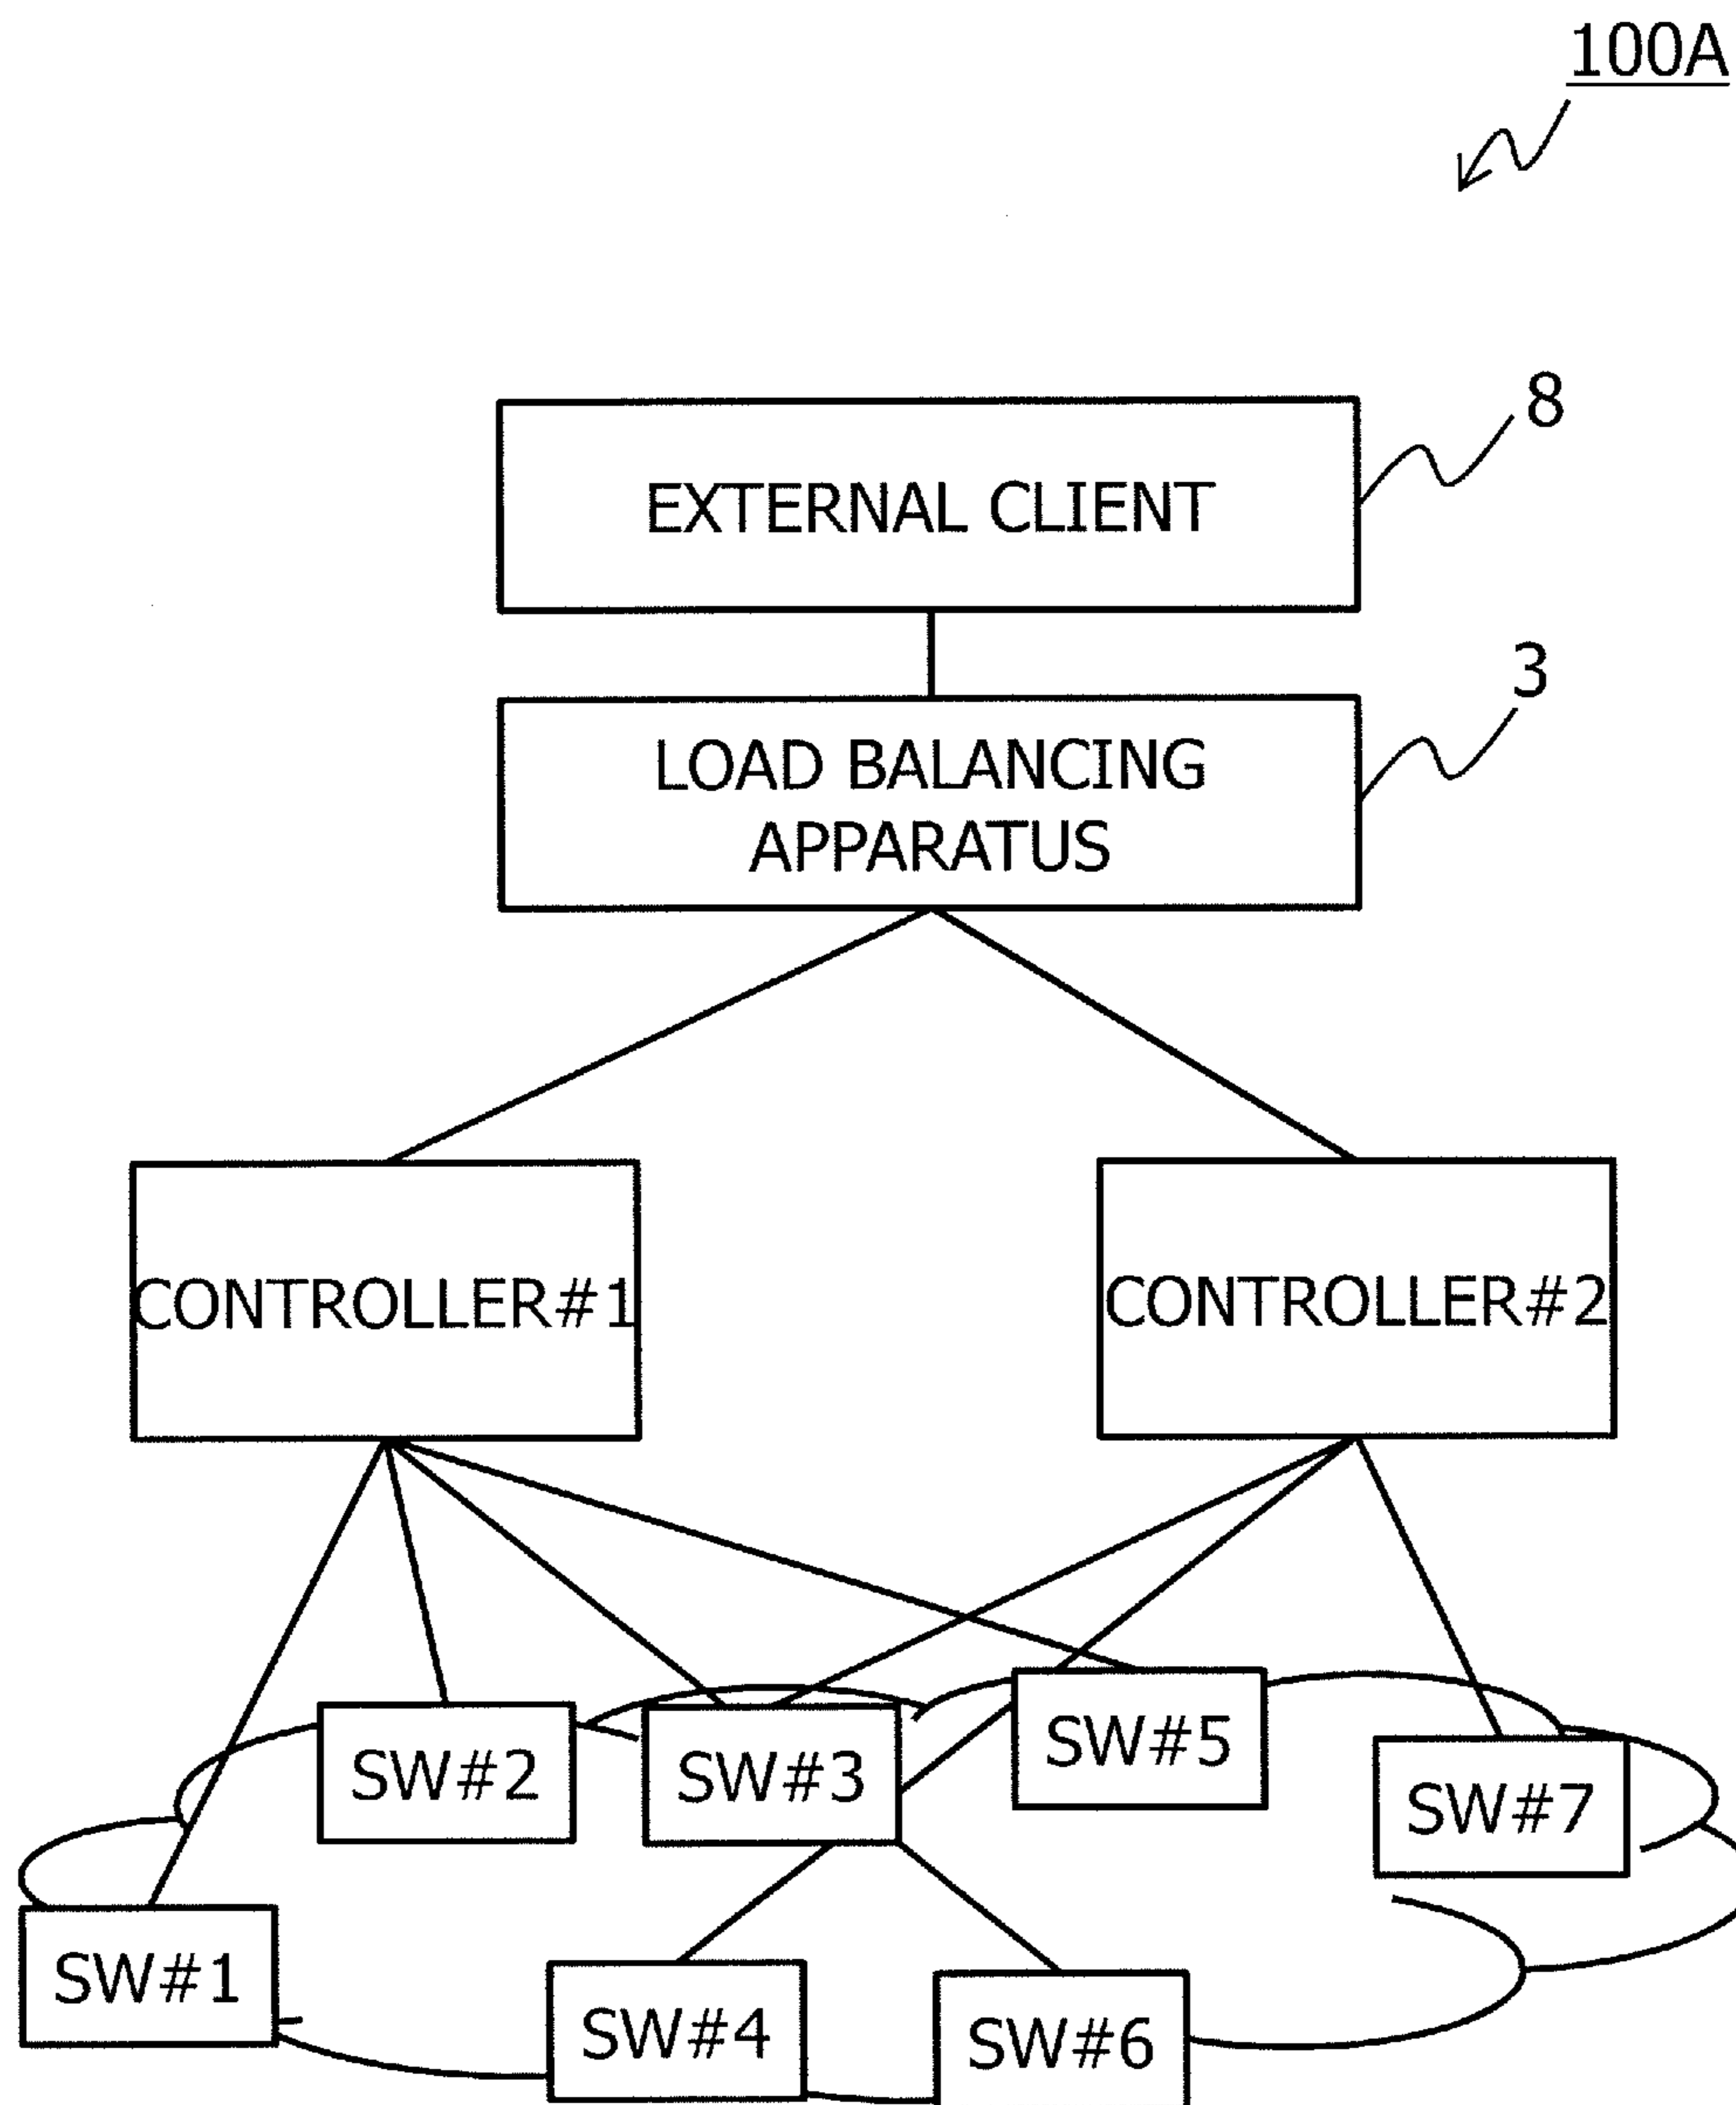 100A
EXTERNAL CLIENT
8
LOAD BALANCING
APPARATUS
3
CONTROLLER#1
CONTROLLER#2
SW#5
SW#2
SW#3
SW#7
SW#1
SW#4
SW#6